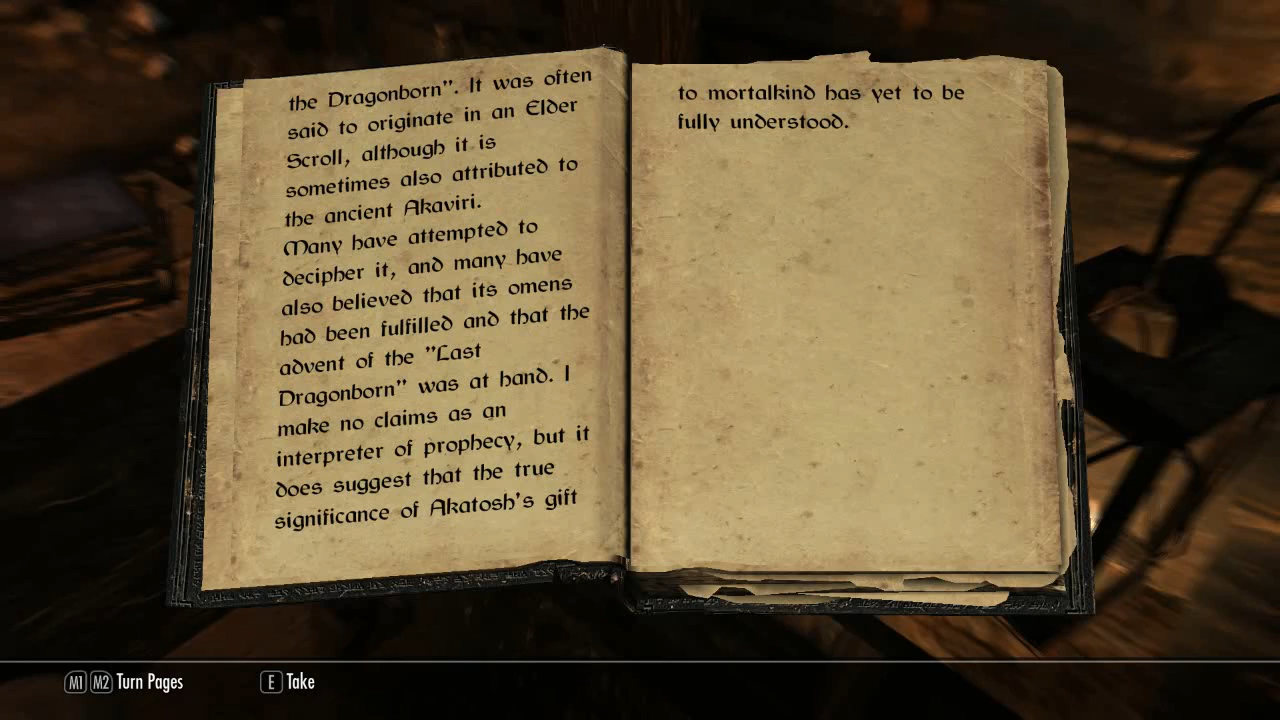 the Dragonborn". It was often
said to originate in an Elder
Scroll, although it is
sometimes also attributed to
the ancient Akaviri.
Many have attempted to
decipher it, and many have
also believed that its omens
had been fulfilled and that the
advent of the "Last
Dragonborn" was at hand. I
make no claims as an
interpreter of prophecy, but it
does suggest that the true
significance of Akatosh's gift
to mortalkind has yet to be
fully understood.
M1 M2 Turn Pages
E Take